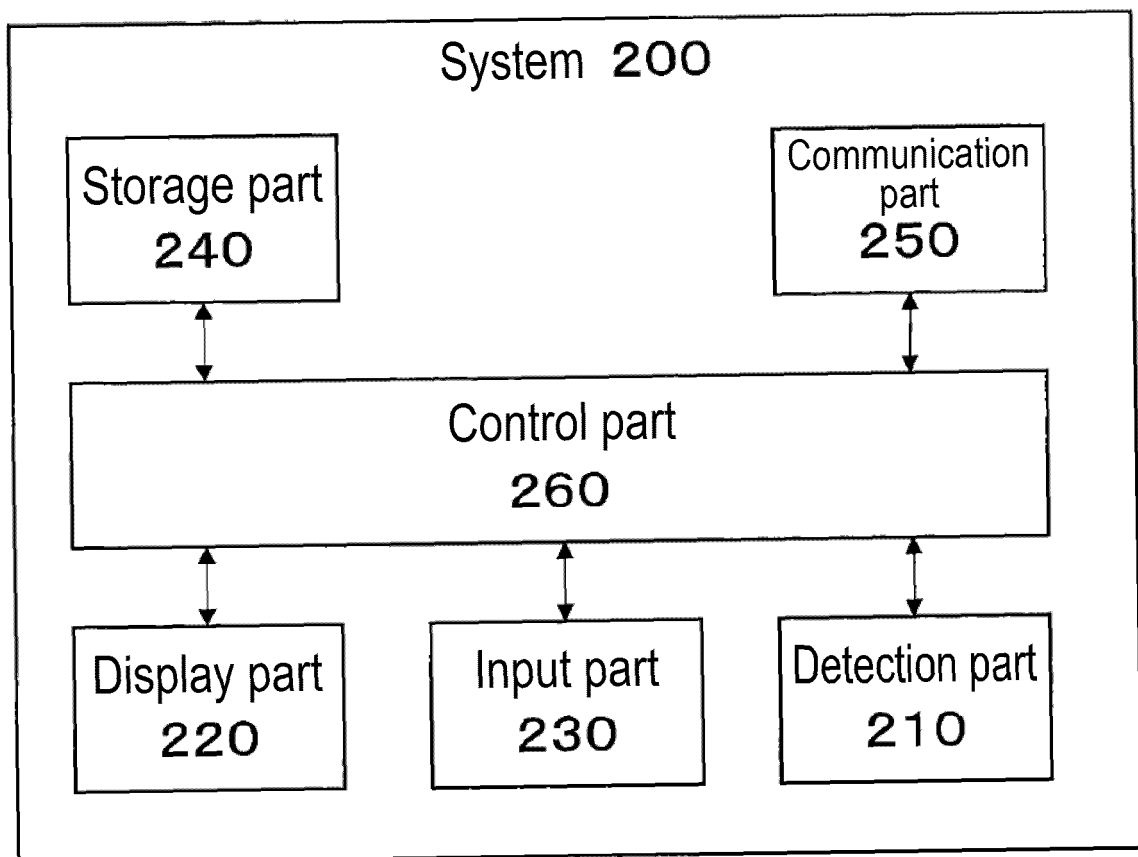 System 200
Storage part
240
Communication
part
250
Control part
260
Display part
220
Input part
230
Detection part
210